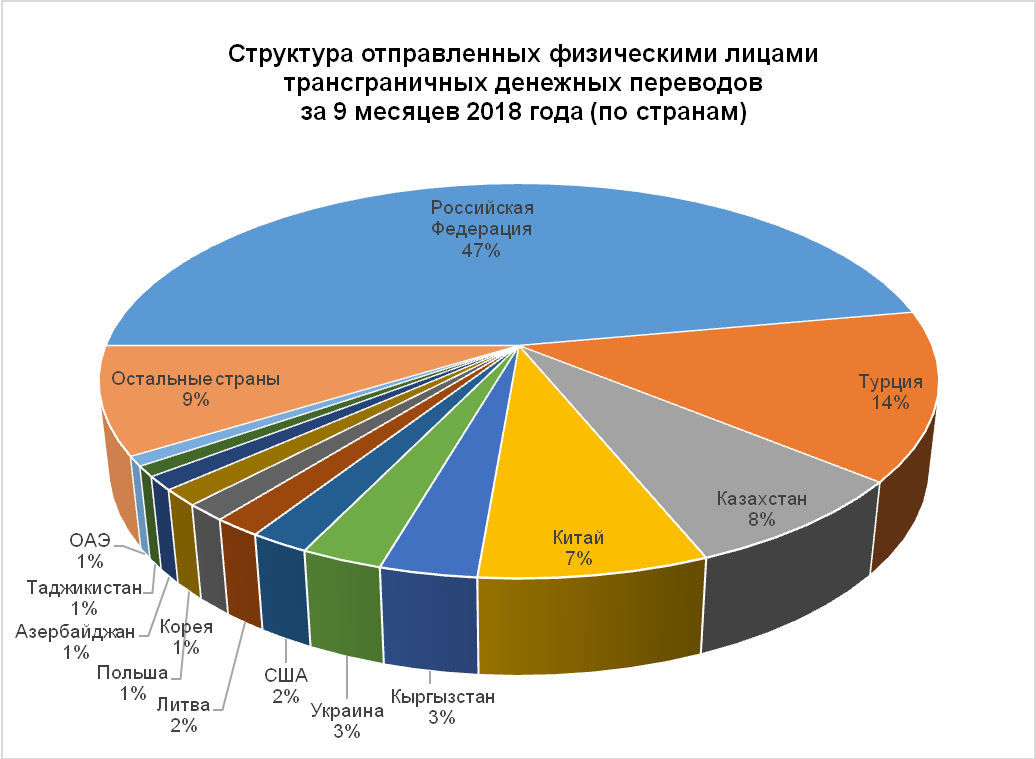 Структура отправленных физическими лицами
трансграничных денежных переводов
за 9 месяцев 2018 года (по странам)
Российская
Федерация
47%
Турция
14%
Казахстан
8%
Китай
7%
Кыргызстан
3%
Украина
3%
США
2%
Литва
2%
Корея
1%
Польша
1%
Азербайджан
1%
Таджикистан
1%
ОАЭ
1%
Остальные страны
9%